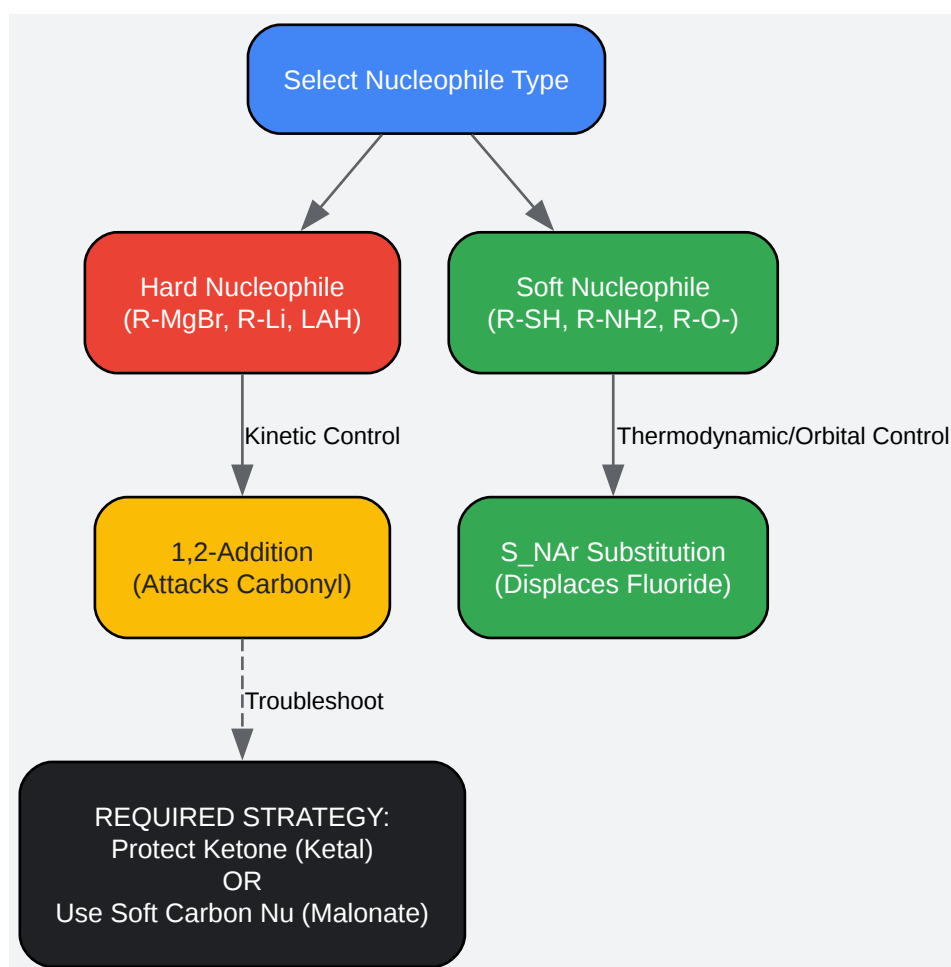 Select Nucleophile Type
Hard Nucleophile
(R-MgBr, R-Li, LAH)
Soft Nucleophile
(R-SH, R-NH2, R-O-)
Kinetic Control
Thermodynamic/Orbital Control
1,2-Addition
(Attacks Carbonyl)
S_NAr Substitution
(Displaces Fluoride)
Troubleshoot
REQUIRED STRATEGY:
Protect Ketone (Ketal)
OR
Use Soft Carbon Nu (Malonate)